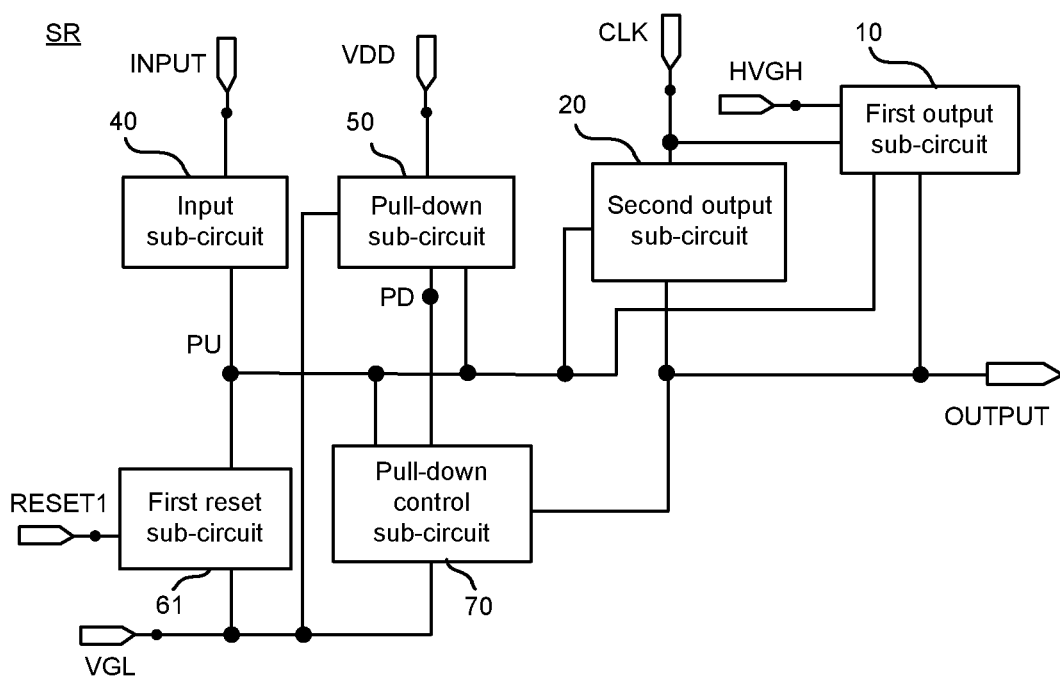 SR
INPUT
VDD
CLK
HVGH
10
First output
sub-circuit
40
50
20
Input
sub-circuit
Pull-down
sub-circuit
Second output
sub-circuit
PD
PU
OUTPUT
RESET1
First reset
sub-circuit
Pull-down
control
sub-circuit
61
70
VGL